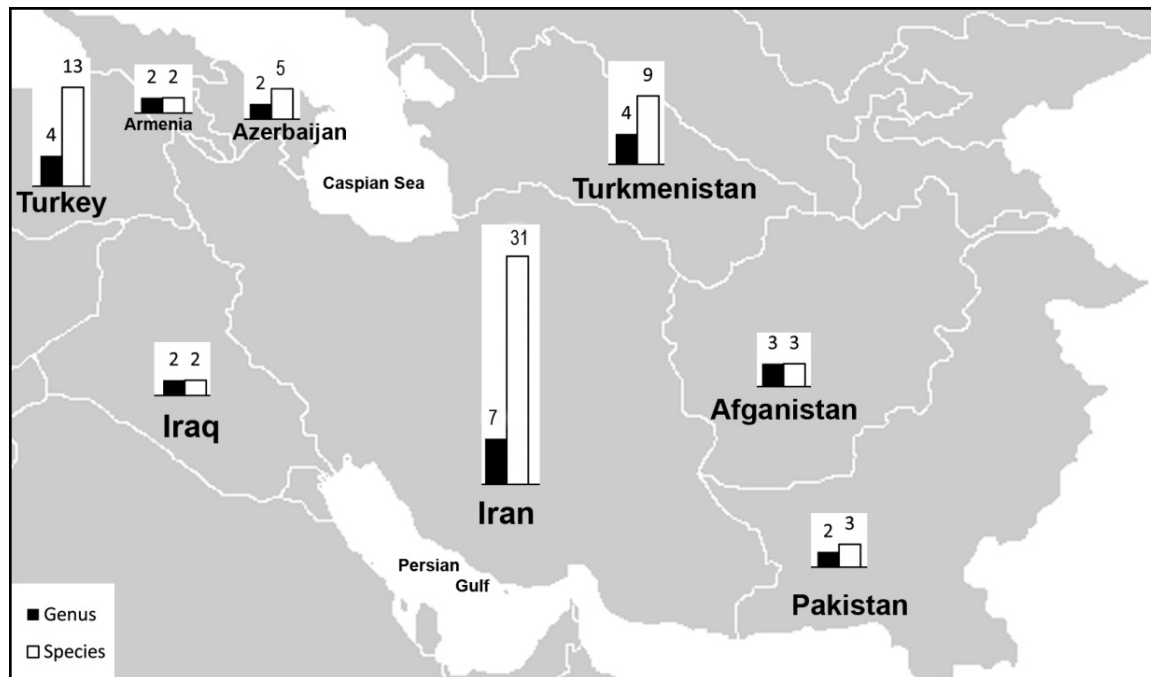 13
4
Turkey
2 2
Armenia
2 5
Azerbaijan
Caspian Sea
4 9
Turkmenistan
31
7
Iran
2 2
Iraq
3 3
Afganistan
2 3
Pakistan
Persian
Gulf
Genus
Species